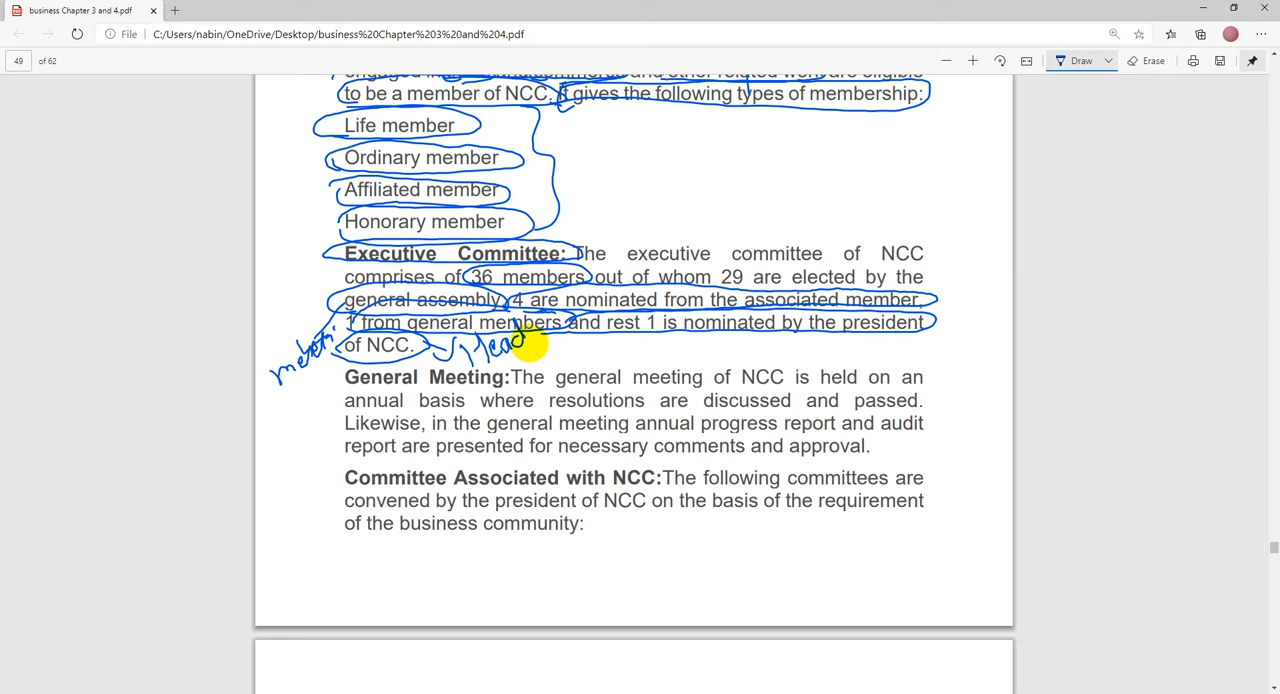 business Chapter 3 and 4.pdf
File
C:/Users/nabin/OneDrive/Desktop/business%20Chapter%203%20and%204.pdf
49 of 62
Draw
Erase
to be a member of NCC. It gives the following types of membership:
Life member
Ordinary member
Affiliated member
Honorary member
Executive Committee: The executive committee of NCC
comprises of 36 members out of whom 29 are elected by the
general assembly, 4 are nominated from the associated member,
1 from general members and rest 1 is nominated by the president
of NCC.
General Meeting:The general meeting of NCC is held on an
annual basis where resolutions are discussed and passed.
Likewise, in the general meeting annual progress report and audit
report are presented for necessary comments and approval.
Committee Associated with NCC:The following committees are
convened by the president of NCC on the basis of the requirement
of the business community: